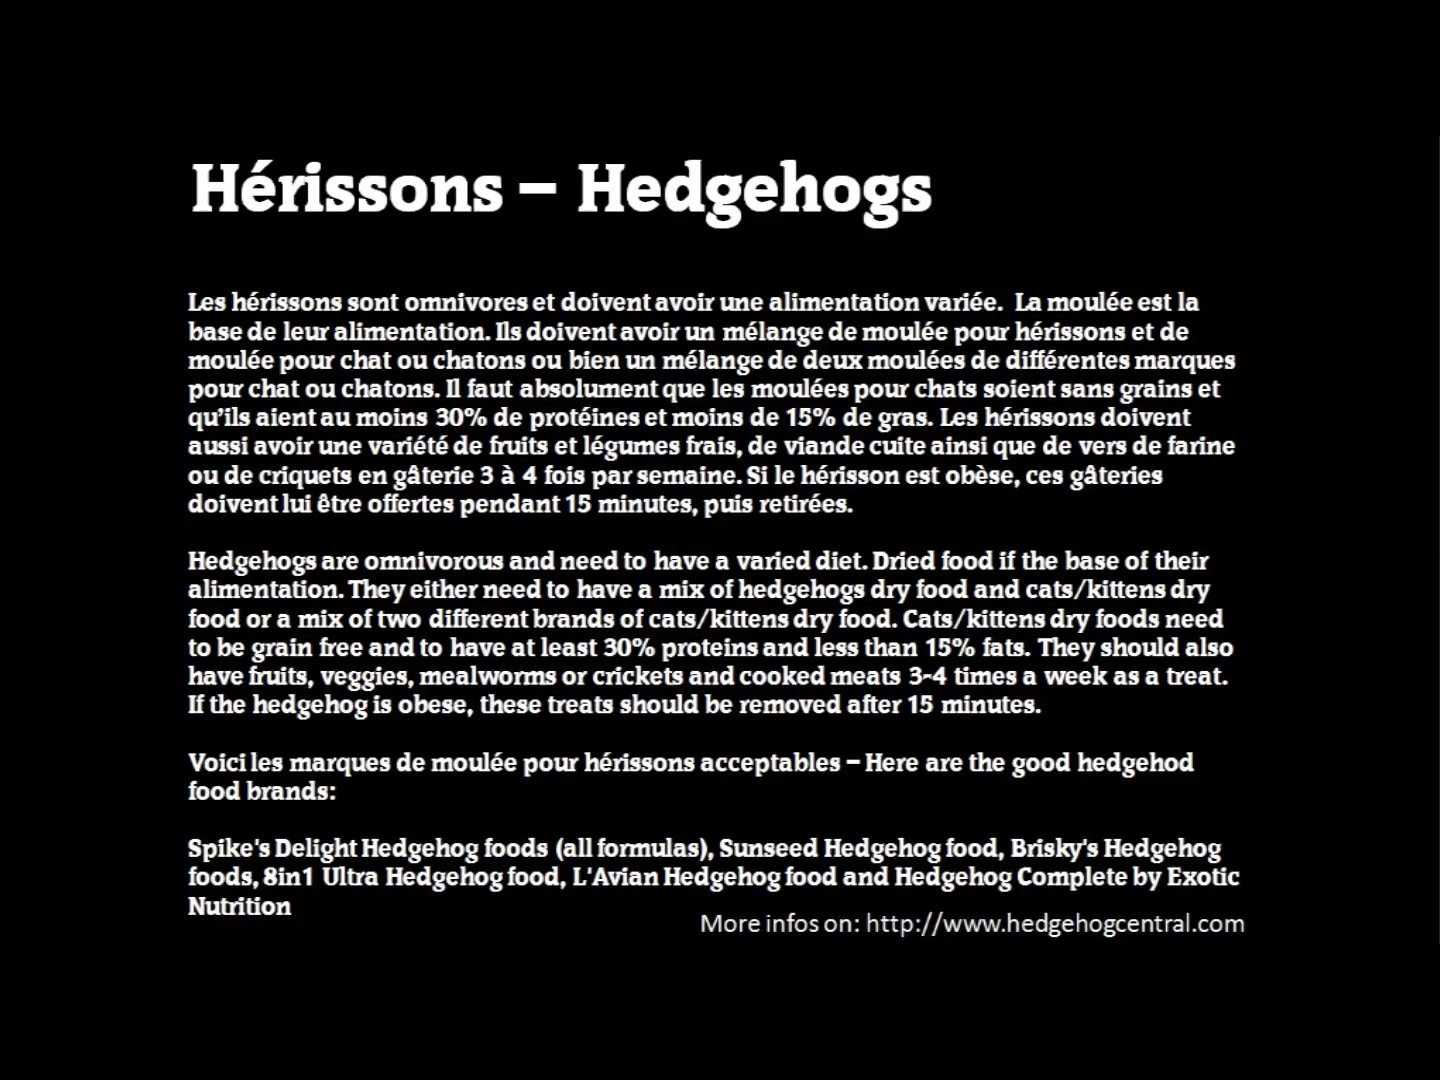 Hérissons – Hedgehogs
Les hérissons sont omnivores et doivent avoir une alimentation variée.  La moulée est la
base de leur alimentation. Ils doivent avoir un mélange de moulée pour hérissons et de
moulée pour chat ou chatons ou bien un mélange de deux moulées de différentes marques
pour chat ou chatons. Il faut absolument que les moulées pour chats soient sans grains et
qu'ils aient au moins 30% de protéines et moins de 15% de gras. Les hérissons doivent
aussi avoir une variété de fruits et légumes frais, de viande cuite ainsi que de vers de farine
ou de criquets en gâterie 3 à 4 fois par semaine. Si le hérisson est obèse, ces gâteries
doivent lui être offertes pendant 15 minutes, puis retirées.
Hedgehogs are omnivorous and need to have a varied diet. Dried food if the base of their
alimentation. They either need to have a mix of hedgehogs dry food and cats/kittens dry
food or a mix of two different brands of cats/kittens dry food. Cats/kittens dry foods need
to be grain free and to have at least 30% proteins and less than 15% fats. They should also
have fruits, veggies, mealworms or crickets and cooked meats 3-4 times a week as a treat.
If the hedgehog is obese, these treats should be removed after 15 minutes.
Voici les marques de moulée pour hérissons acceptables – Here are the good hedgehod
food brands:
Spike's Delight Hedgehog foods (all formulas), Sunseed Hedgehog food, Brisky's Hedgehog
foods, 8in1 Ultra Hedgehog food, L'Avian Hedgehog food and Hedgehog Complete by Exotic
Nutrition
More infos on: http://www.hedgehogcentral.com